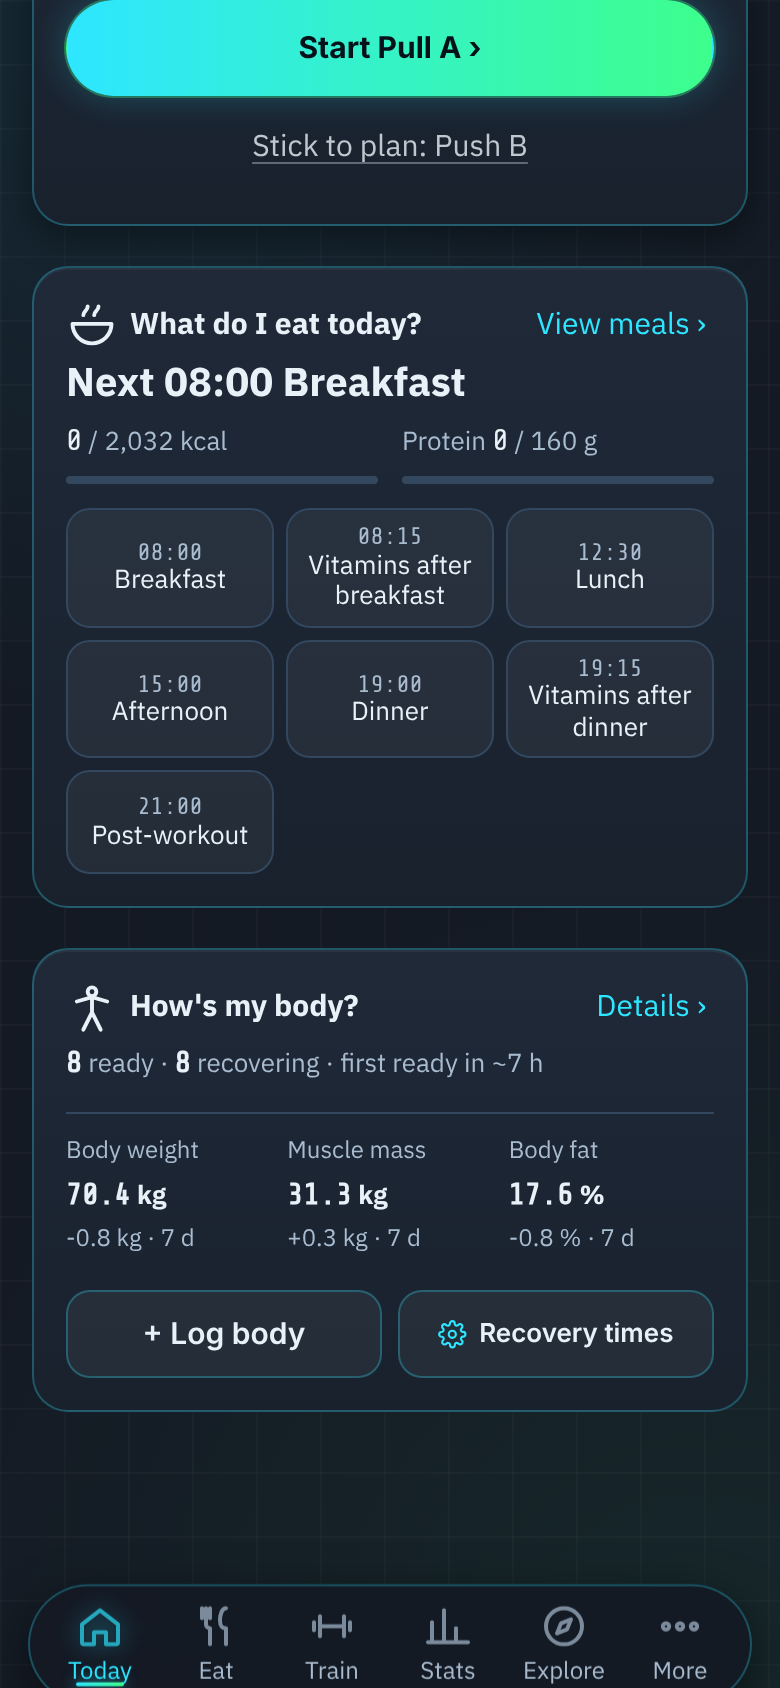 Start Pull A ›
Stick to plan: Push B
What do I eat today?
View meals ›
Next 08:00 Breakfast
0 / 2,032 kcal
Protein 0 / 160 g
08:00
Breakfast
08:15
Vitamins after
breakfast
12:30
Lunch
15:00
Afternoon
19:00
Dinner
19:15
Vitamins after
dinner
21:00
Post-workout
How's my body?
Details ›
8 ready · 8 recovering · first ready in ~7 h
Body weight
Muscle mass
Body fat
70.4 kg
31.3 kg
17.6 %
-0.8 kg · 7 d
+0.3 kg · 7 d
-0.8 % · 7 d
+ Log body
Recovery times
Today
Eat
Train
Stats
Explore
More